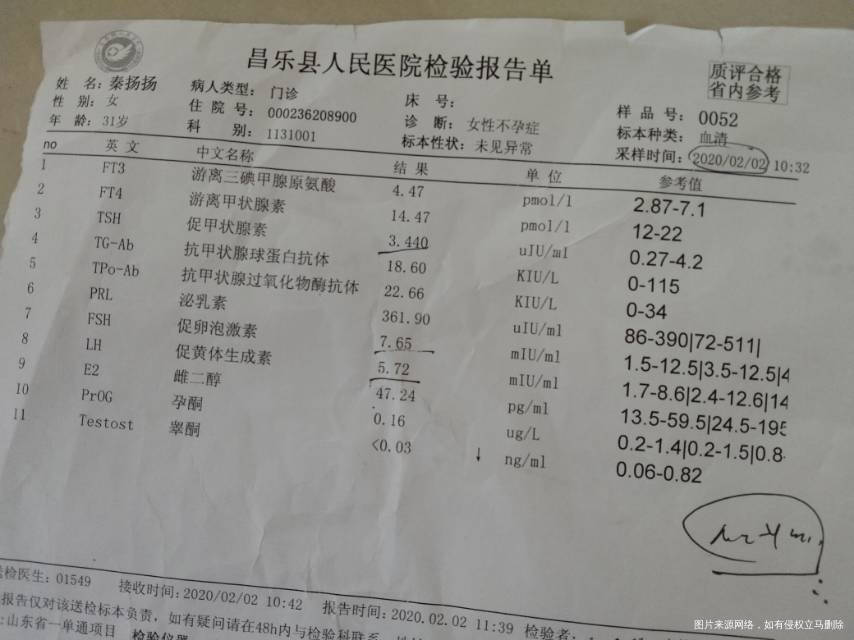 昌乐县人民医院检验报告单
质评合格
省内参考
姓 名: 秦扬扬 病人类型: 门诊 床 号: 样品号: 0052
性 别: 女 住 院 号: 000236208900 诊 断: 女性不孕症 标本种类: 血清
年 龄: 31岁 科 别: 1131001 标本性状: 未见异常 采样时间: 2020/02/02 10:32
no 英 文 中文名称 结 果 单 位 参考值
1 FT3 游离三碘甲腺原氨酸 4.47 pmol/l 2.87-7.1
2 FT4 游离甲状腺素 14.47 pmol/l 12-22
3 TSH 促甲状腺素 3.440 uIU/ml 0.27-4.2
4 TG-Ab 抗甲状腺球蛋白抗体 18.60 KIU/L 0-115
5 TPo-Ab 抗甲状腺过氧化物酶抗体 22.66 KIU/L 0-34
6 PRL 泌乳素 361.90 uIU/ml 86-390|72-511|
7 FSH 促卵泡激素 7.65 mIU/ml 1.5-12.5|3.5-12.5|4
8 LH 促黄体生成素 5.72 mIU/ml 1.7-8.6|2.4-12.6|14
9 E2 雌二醇 47.24 pg/ml 13.5-59.5|24.5-195
10 PrOG 孕酮 0.16 ug/L 0.2-1.4|0.2-1.5|0.8-
11 Testost 睾酮 <0.03 ↓ ng/ml 0.06-0.82
送检医生: 01549 接收时间: 2020/02/02 10:42 报告时间: 2020.02.02 11:39 检验者:
报告仅对该送检标本负责, 如有疑问请在48h内与检验科联系
:山东省一单通项目 检验仪器
图片来源网络，如有侵权立马删除